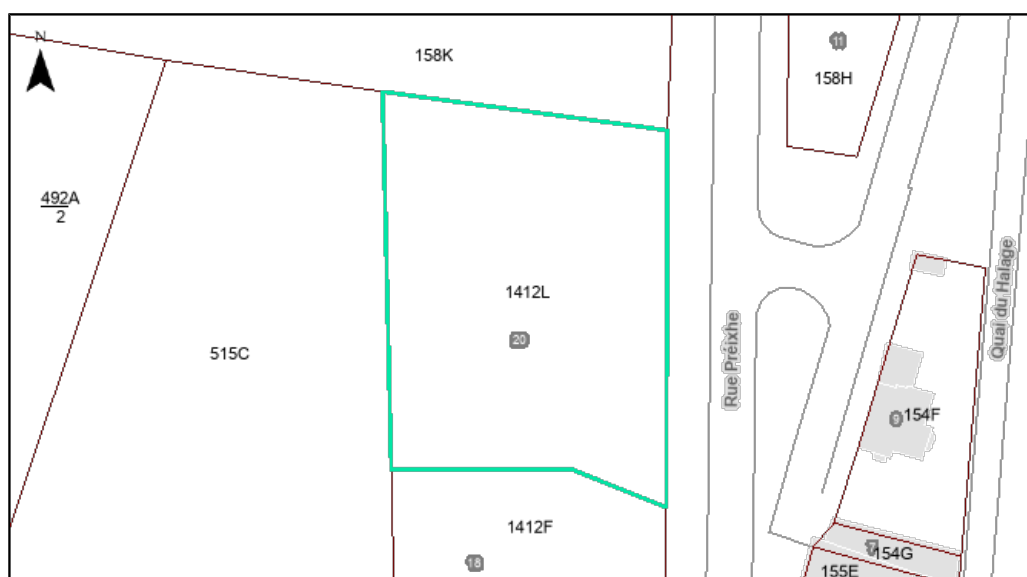 N
158K
11
158H
492A
2
1412L
20
515C
Rue Préixhe
Quai du Halage
9
154F
1412F
18
7
154G
155E